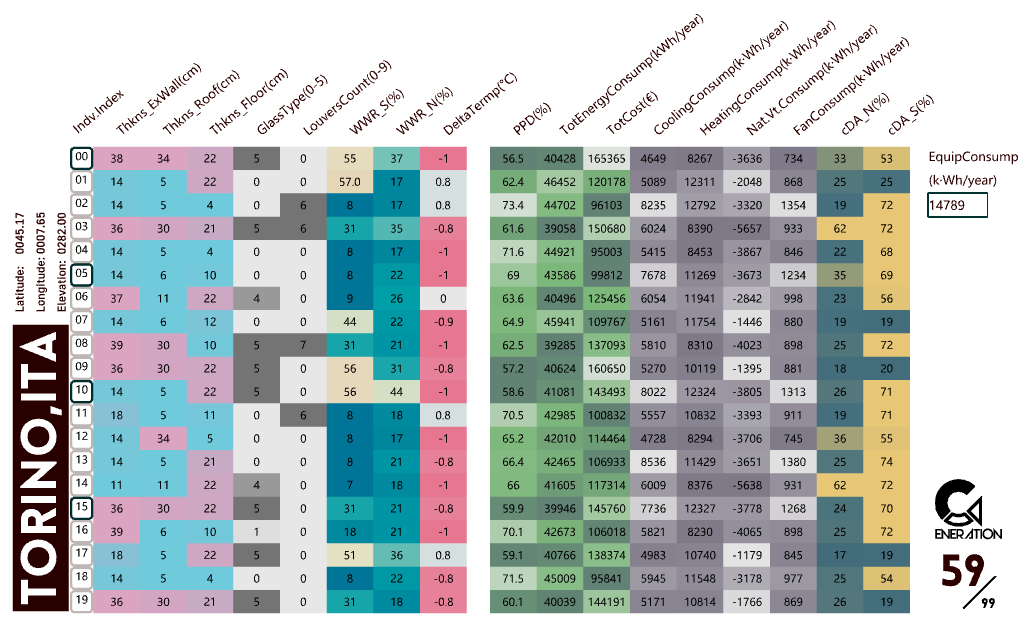 Indv.Index Thkns_ExWall(cm) Thkns_Roof(cm) Thkns_Floor(cm) GlassType(0-5) LouversCount(0-9) WWR_S(%) WWR_N(%) DeltaTermp(°C) PPD(%) TotEnergyConsump(kWh/year) TotCost(€) CoolingConsump(k·Wh/year) HeatingConsump(k·Wh/year) Nat.Vt.Consump(k·Wh/year) FanConsump(k·Wh/year) cDA_N(%) cDA_S(%)
00 38 34 22 5 0 55 37 -1 56.5 40428 165365 4649 8267 -3636 734 33 53
01 14 5 22 0 0 57.0 17 0.8 62.4 46452 120178 5089 12311 -2048 868 25 25
02 14 5 4 0 6 8 17 0.8 73.4 44702 96103 8235 12792 -3320 1354 19 72
03 36 30 21 5 6 31 35 -0.8 61.6 39058 150680 6024 8390 -5657 933 62 72
04 14 5 4 0 0 8 17 -1 71.6 44921 95003 5415 8453 -3867 846 22 68
05 14 6 10 0 0 8 22 -1 69 43586 99812 7678 11269 -3673 1234 35 69
06 37 11 22 4 0 9 26 0 63.6 40496 125456 6054 11941 -2842 998 23 56
07 14 6 12 0 0 44 22 -0.9 64.9 45941 109767 5161 11754 -1446 880 19 19
08 39 30 10 5 7 31 21 -1 62.5 39285 137093 5810 8310 -4023 898 25 72
09 36 30 22 5 0 56 31 -0.8 57.2 40624 160650 5270 10119 -1395 881 18 20
10 14 5 22 5 0 56 44 -1 58.6 41081 143493 8022 12324 -3805 1313 26 71
11 18 5 11 0 6 8 18 0.8 70.5 42985 100832 5557 10832 -3393 911 19 71
12 14 34 5 0 0 8 17 -1 65.2 42010 114464 4728 8294 -3706 745 36 55
13 14 5 21 0 0 8 21 -0.8 66.4 42465 106933 8536 11429 -3651 1380 25 74
14 11 11 22 4 0 7 18 -1 66 41605 117314 6009 8376 -5638 931 62 72
15 36 30 22 5 0 31 21 -0.8 59.9 39946 145760 7736 12327 -3778 1268 24 70
16 39 6 10 1 0 18 21 -1 70.1 42673 106018 5821 8230 -4065 898 25 72
17 18 5 22 5 0 51 36 0.8 59.1 40766 138374 4983 10740 -1179 845 17 19
18 14 5 4 0 0 8 22 -0.8 71.5 45009 95841 5945 11548 -3178 977 25 54
19 36 30 21 5 0 31 18 -0.8 60.1 40039 144191 5171 10814 -1766 869 26 19
EquipConsump
(k·Wh/year)
14789
Latitude: 0045.17
Longitude: 0007.65
Elevation: 0282.00
TORINO,ITA
ENERATION
59/99